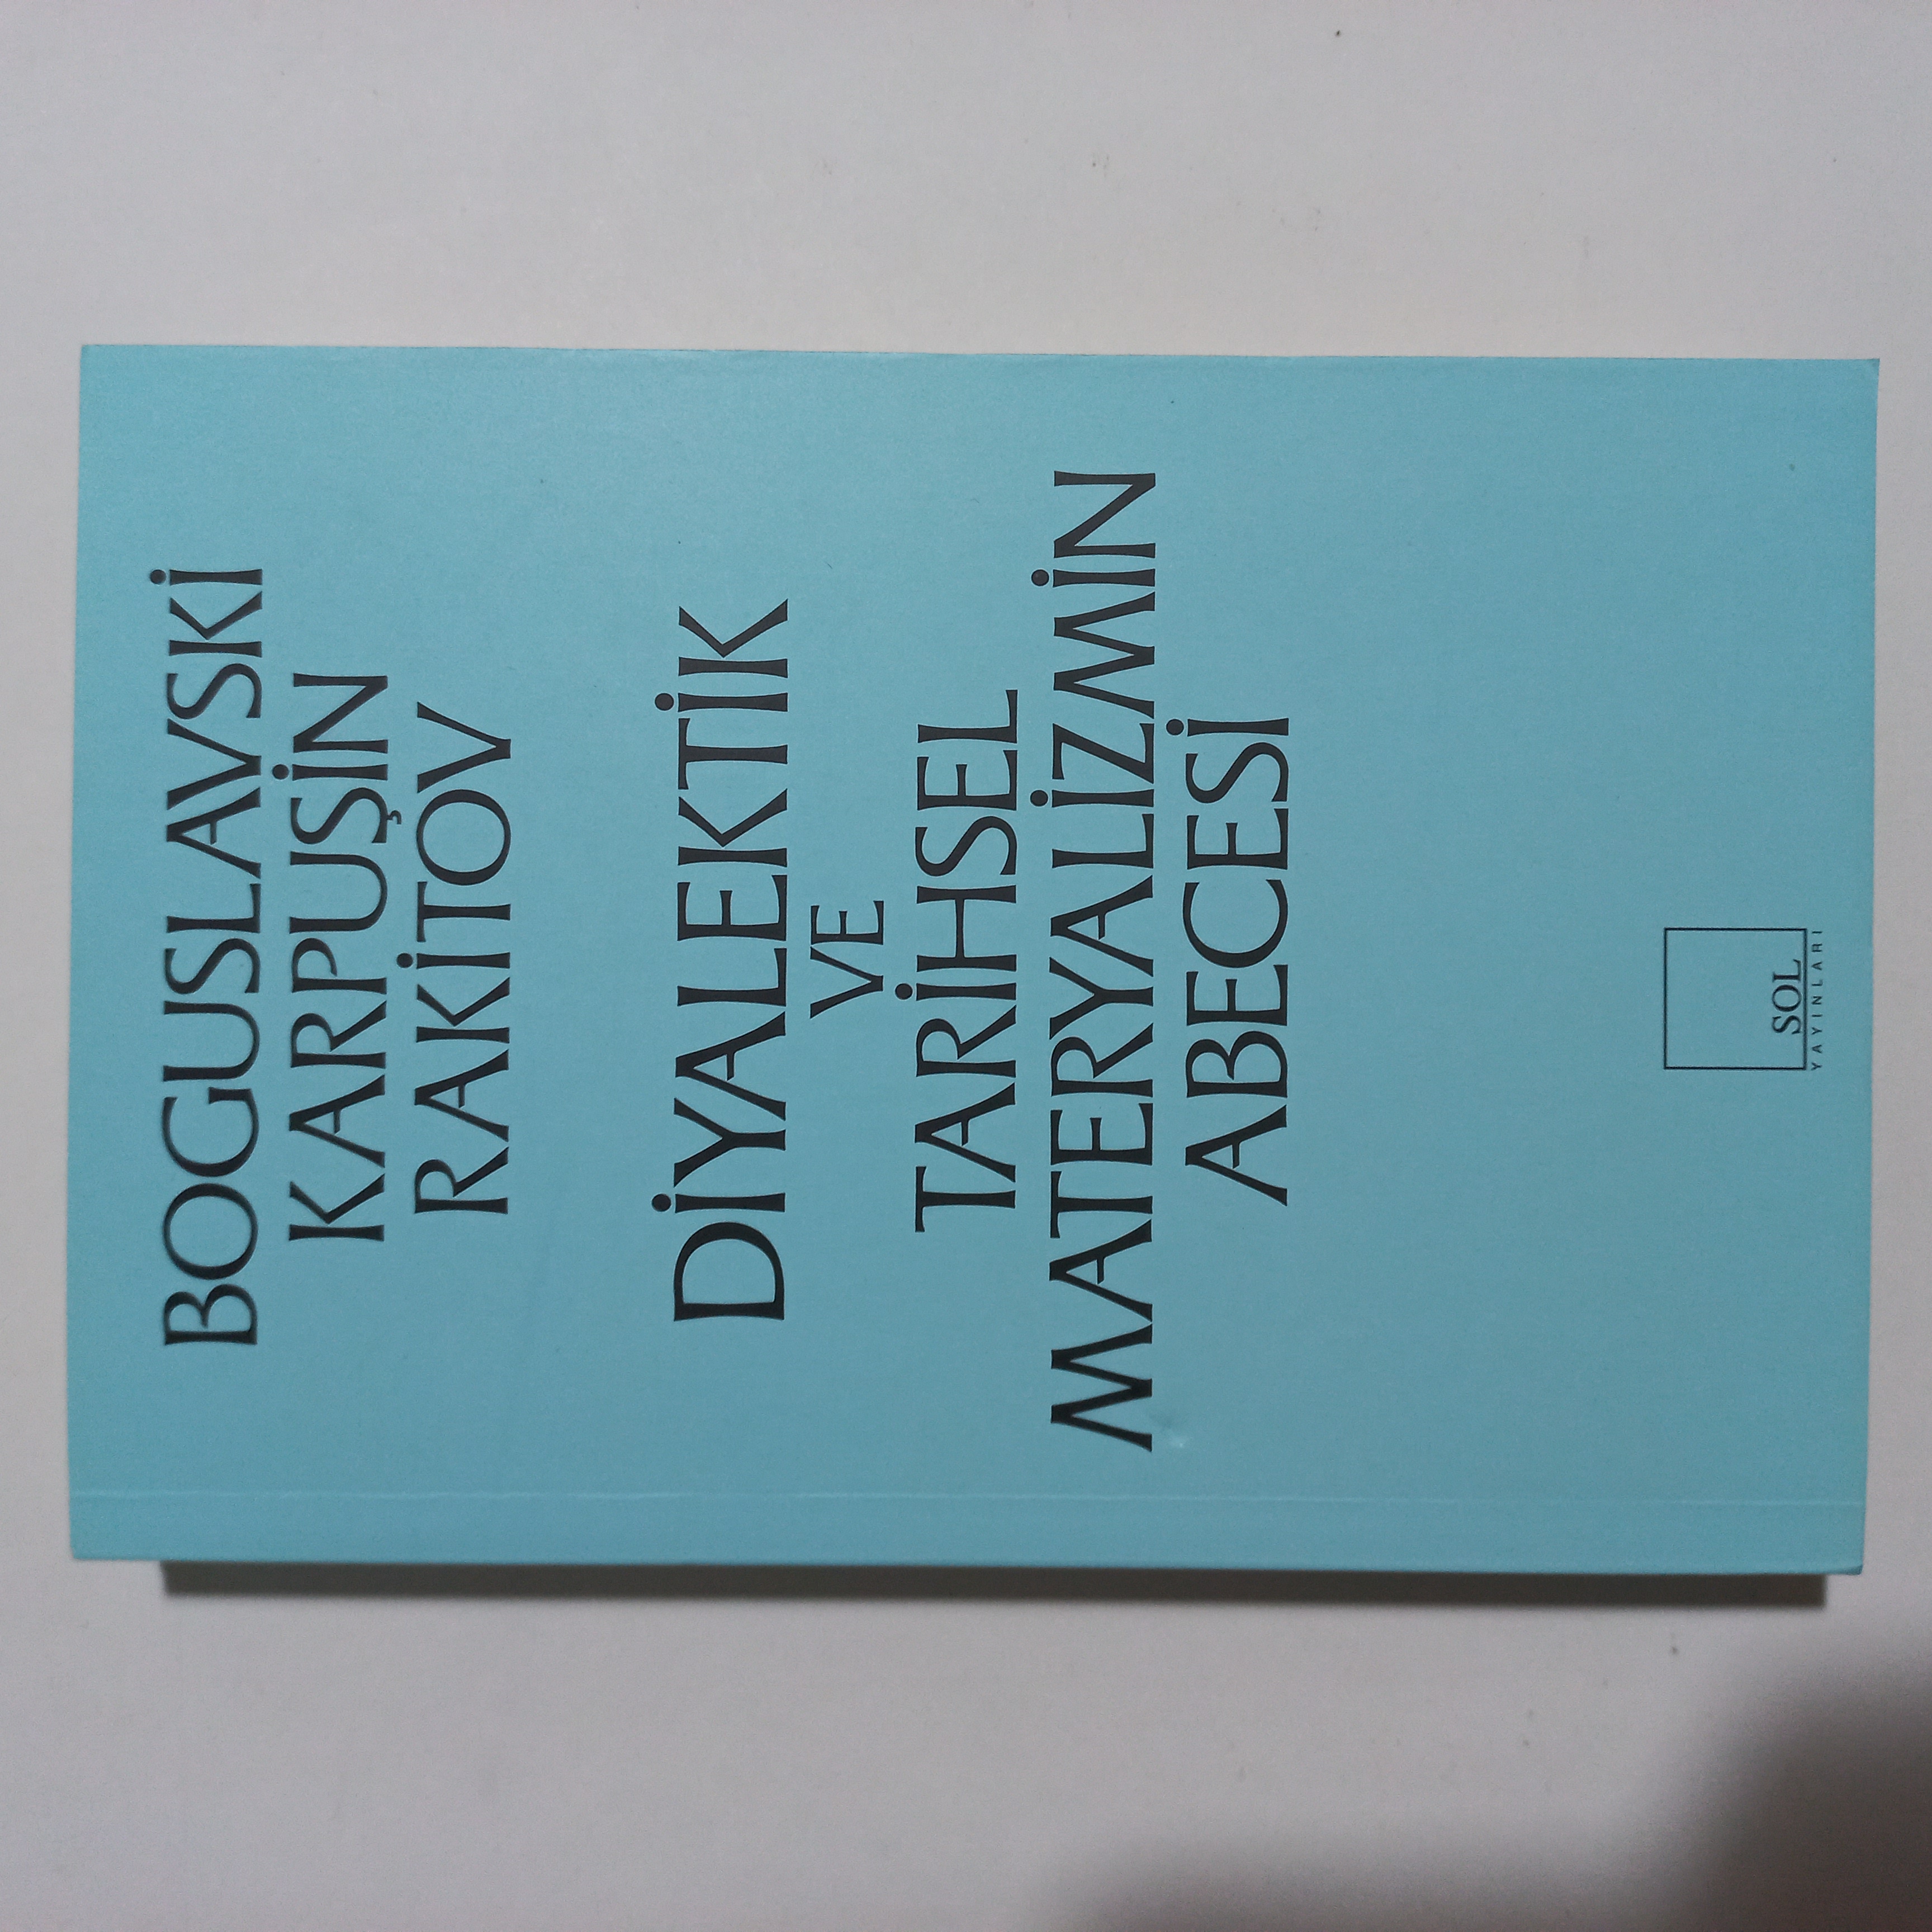 BOGUSLAVSKİ
KARPUŞİN
RAKİTOV
DİYALEKTİK
VE
TARİHSEL
MATERYALİZMİN
ABECESİ
SOL
YAYINLARI